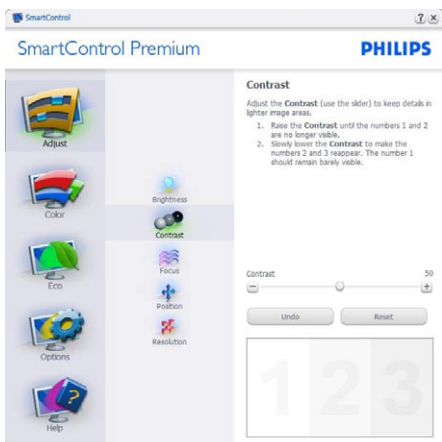 SmartControl
? x
SmartControl Premium
PHILIPS
Adjust
Color
Eco
Options
Help
Brightness
Contrast
Focus
Position
Resolution
Contrast
Adjust the Contrast (use the slider) to keep details in
lighter image areas.
1. Raise the Contrast until the numbers 1 and 2
are no longer visible.
2. Slowly lower the Contrast to make the
numbers 2 and 3 reappear. The number 1
should remain barely visible.
Contrast 50
Undo Reset
1 2 3